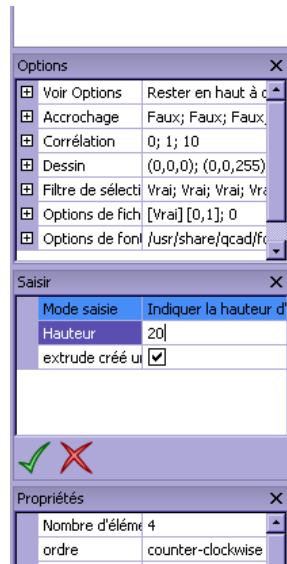 Options
Voir Options Rester en haut à
Accrochage Faux; Faux; Faux,
Corrélation 0; 1; 10
Dessin (0,0,0); (0,0,255)
Filtre de sélecti Vrai; Vrai; Vrai; Vra
Options de fich [Vrai] [0,1]; 0
Options de fon /usr/share/qcad/fo
Saisir
Mode saisie Indiquer la hauteur d'
Hauteur 20
extrude créé u
Propriétés
Nombre d'éléme 4
ordre counter-clockwise